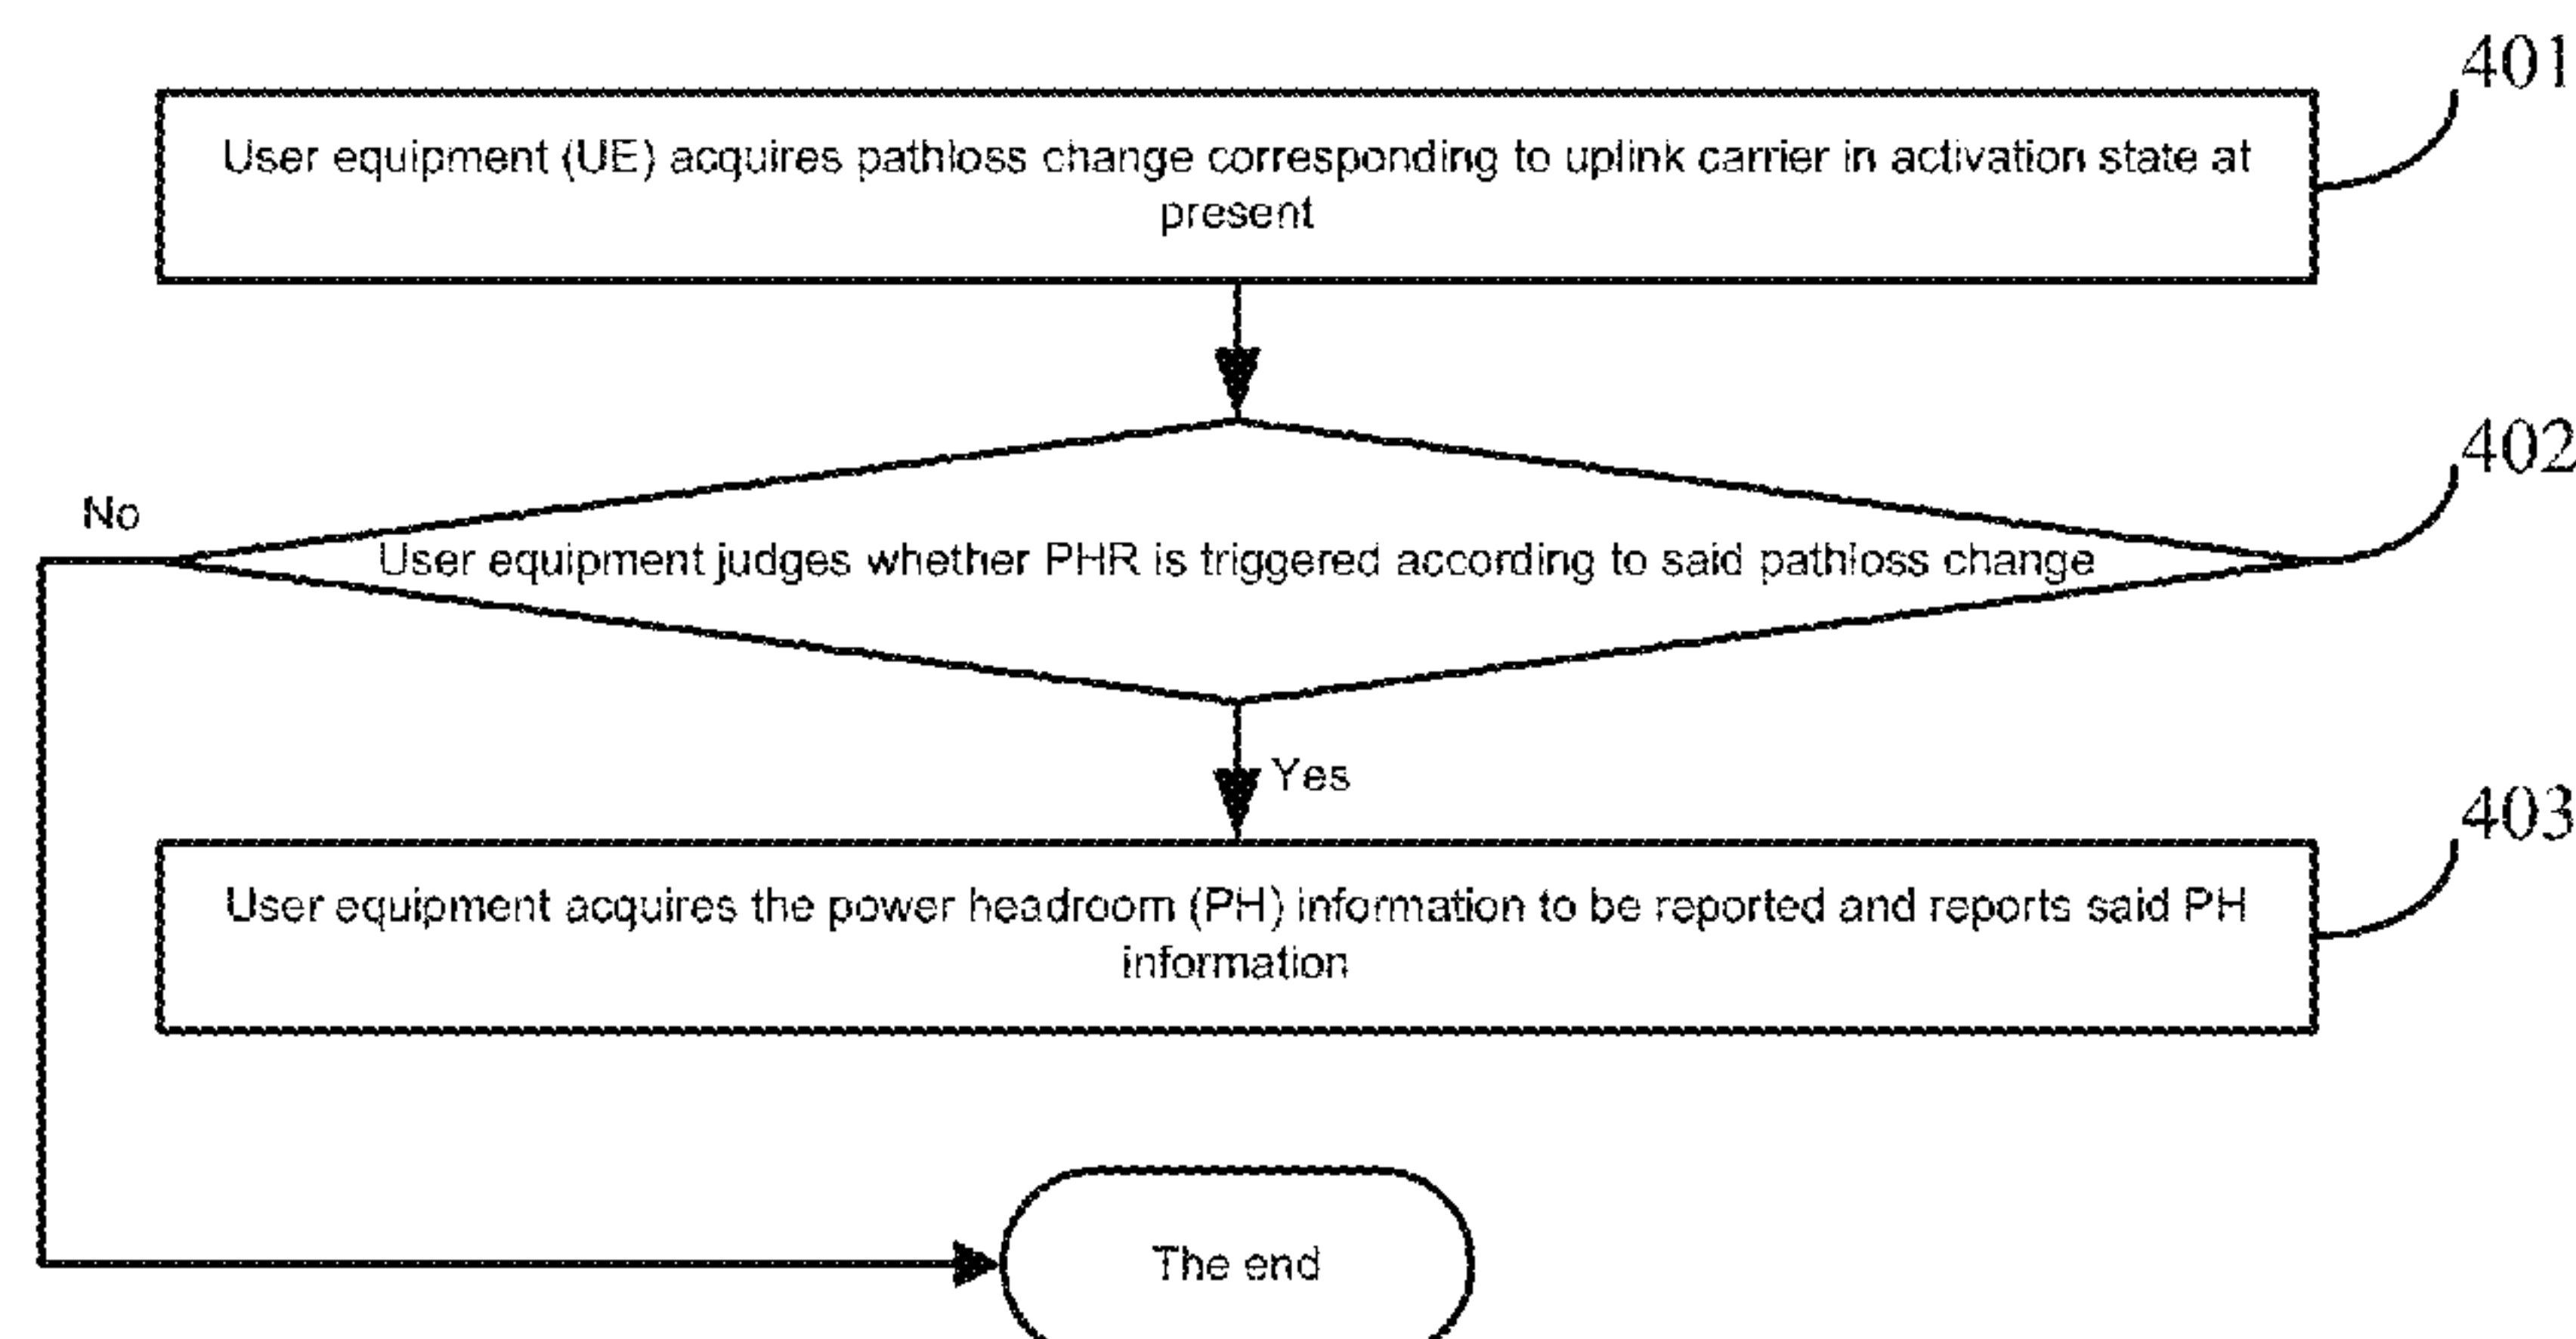 401
User equipment (UE) acquires pathloss change corresponding to uplink carrier in activation state at
present
402
No
User equipment judges whether PHR is triggered according to said pathloss change
Yes
403
User equipment acquires the power headroom (PH) information to be reported and reports said PH
information
The end